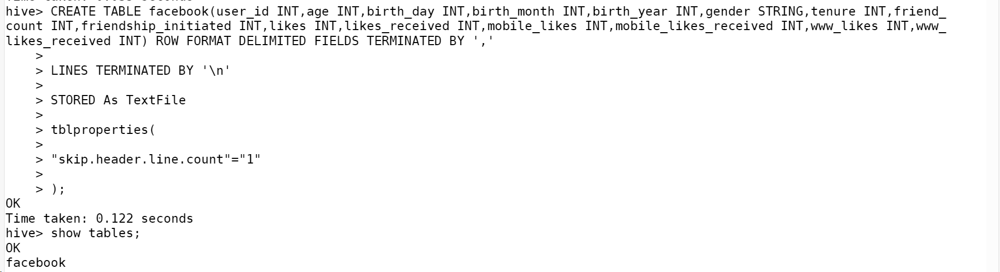 hive> CREATE TABLE facebook(user_id INT,age INT,birth_day INT,birth_month INT,birth_year INT,gender STRING,tenure INT,friend_
count INT,friendship_initiated INT,likes INT,likes_received INT,mobile_likes INT,mobile_likes_received INT,www_likes INT,www_
likes_received INT) ROW FORMAT DELIMITED FIELDS TERMINATED BY ','
    >
    > LINES TERMINATED BY '\n'
    >
    > STORED As TextFile
    >
    > tblproperties(
    >
    > "skip.header.line.count"="1"
    >
    > );
OK
Time taken: 0.122 seconds
hive> show tables;
OK
facebook